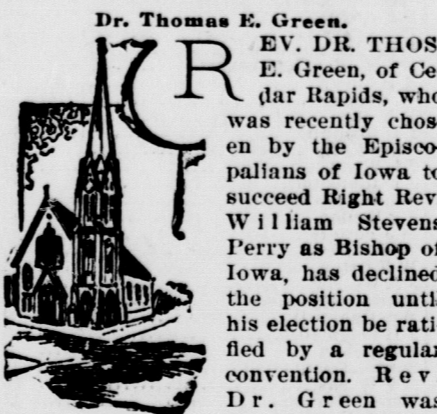 Dr. Thomas E. Green.
REV. DR. THOS
E. Green, of Ce
dar Rapids, who
was recently chos
en by the Episco-
palians of Iowa to
succeed Right Rev
William Stevens
Perry as Bishop of
Iowa, has declined
the position until
his election be rati
fied by a regular
convention. Rev
Dr. Green was